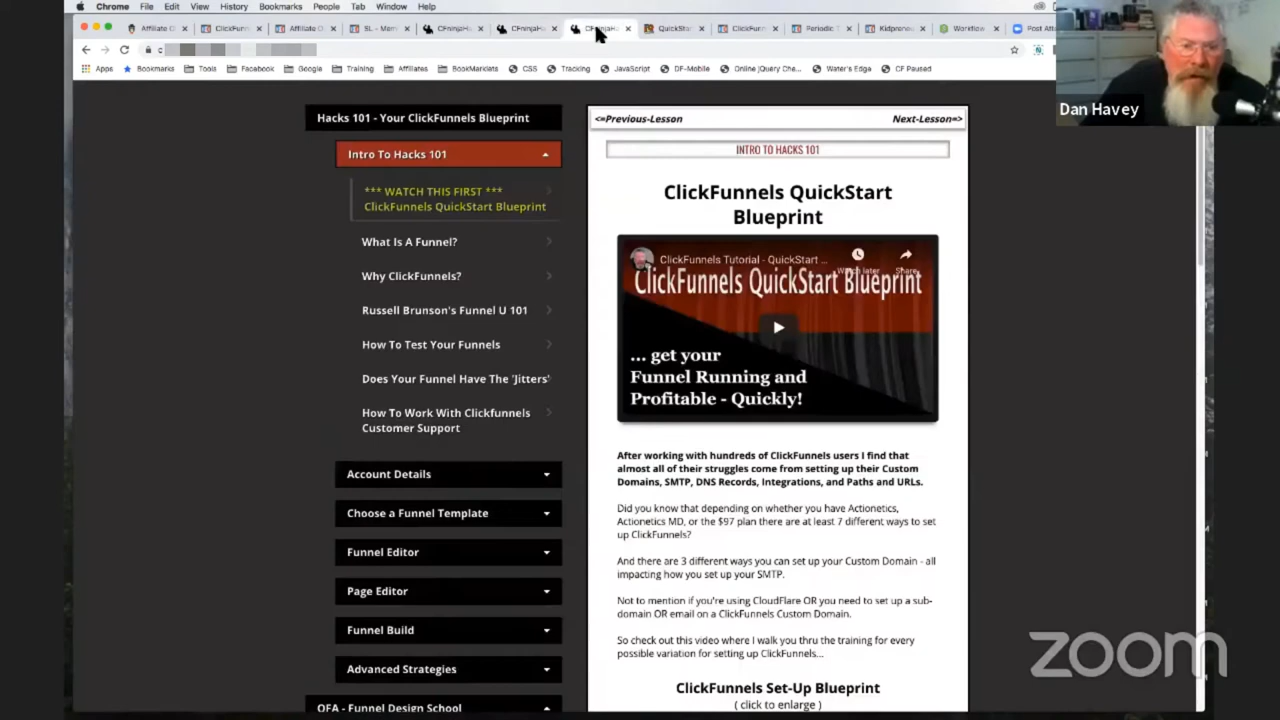 Chrome File Edit View History Bookmarks People Tab Window Help
Affiliate C ClickFunn Affiliate O SL - Mem CFninjaHa CFninjaHa CFninjaHa QuickStar ClickFunn Periodic T Kidpreneu Workflow Post Affi
Apps Bookmarks Tools Facebook Google Training Affiliates BookMarklets CSS Tracking JavaScript DF-Mobile Online jQuery Che... Water's Edge CF Paused
Dan Havey
Hacks 101 - Your ClickFunnels Blueprint
Intro To Hacks 101
*** WATCH THIS FIRST ***
ClickFunnels QuickStart Blueprint
What Is A Funnel?
Why ClickFunnels?
Russell Brunson's Funnel U 101
How To Test Your Funnels
Does Your Funnel Have The 'Jitters'
How To Work With Clickfunnels
Customer Support
Account Details
Choose a Funnel Template
Funnel Editor
Page Editor
Funnel Build
Advanced Strategies
OFA - Funnel Design School
<=Previous-Lesson Next-Lesson=>
INTRO TO HACKS 101
ClickFunnels QuickStart
Blueprint
ClickFunnels Tutorial - QuickStart ...
Watch later Share
ClickFunnels QuickStart Blueprint
... get your
Funnel Running and
Profitable - Quickly!
After working with hundreds of ClickFunnels users I find that
almost all of their struggles come from setting up their Custom
Domains, SMTP, DNS Records, Integrations, and Paths and URLs.
Did you know that depending on whether you have Actionetics,
Actionetics MD, or the $97 plan there are at least 7 different ways to set
up ClickFunnels?
And there are 3 different ways you can set up your Custom Domain - all
impacting how you set up your SMTP.
Not to mention if you're using CloudFlare OR you need to set up a sub-
domain OR email on a ClickFunnels Custom Domain.
So check out this video where I walk you thru the training for every
possible variation for setting up ClickFunnels...
ClickFunnels Set-Up Blueprint
( click to enlarge )
zoom